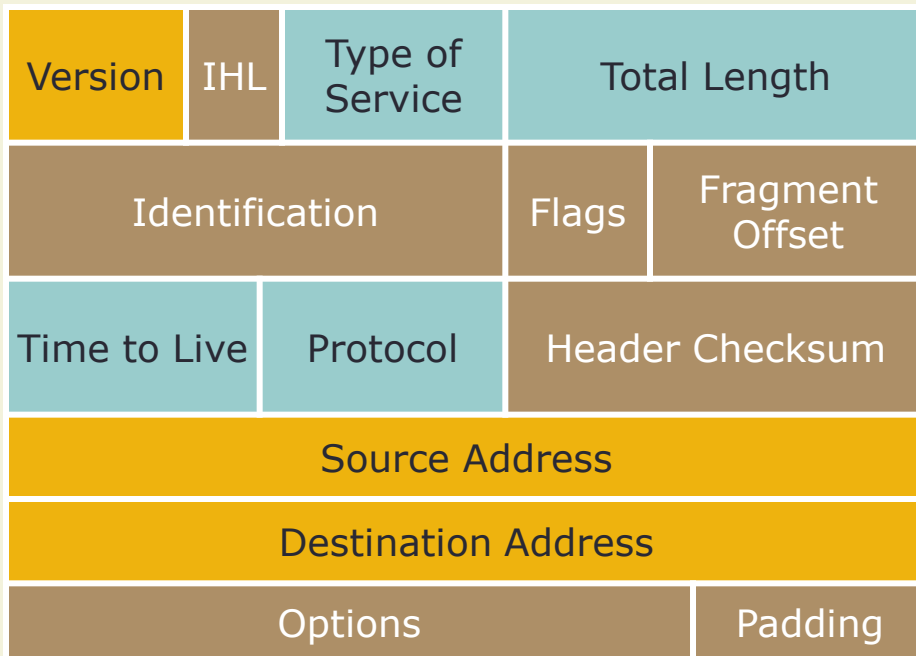 Version IHL Type of Service Total Length
Identification Flags Fragment Offset
Time to Live Protocol Header Checksum
Source Address
Destination Address
Options Padding